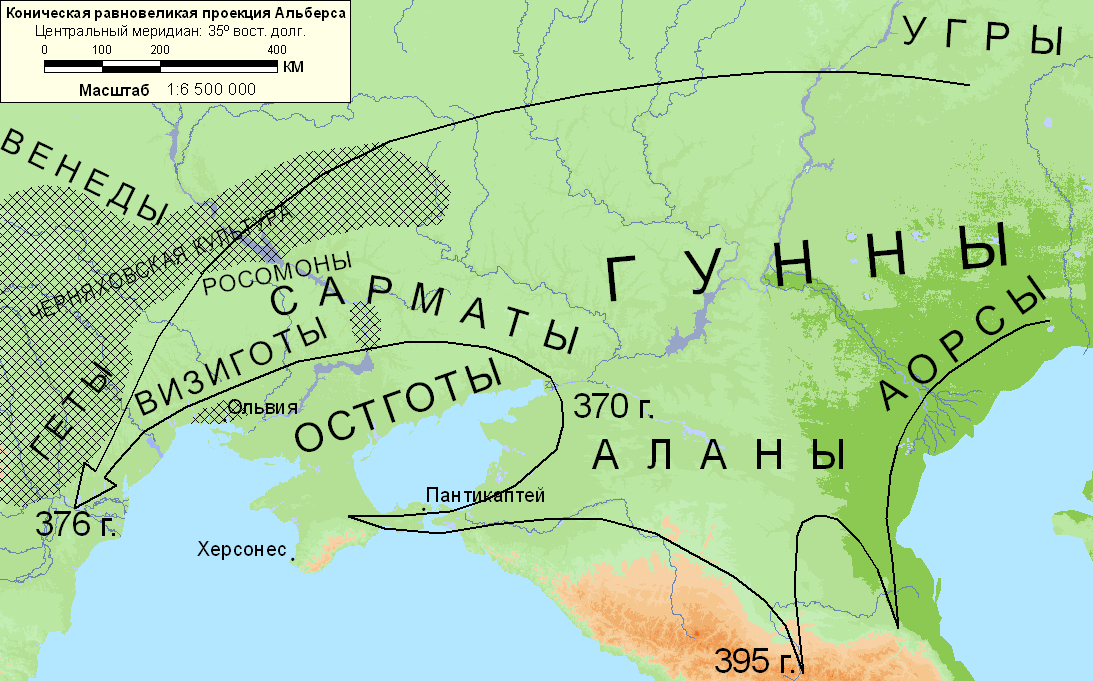 Коническая равновеликая проекция Альберса
Центральный меридиан: 35º вост. долг.
0 100 200 400
КМ
Масштаб 1:6 500 000
УГРЫ
ВЕНЕДЫ
ЧЕРНЯХОВСКАЯ КУЛЬТУРА
РОСОМОНЫ
САРМАТЫ
ГУННЫ
АОРСЫ
ВИЗИГОТЫ
ГЕТЫ
ОСТГОТЫ
Ольвия
370 г.
АЛАНЫ
Пантикаптей
376 г.
Херсонес
395 г.